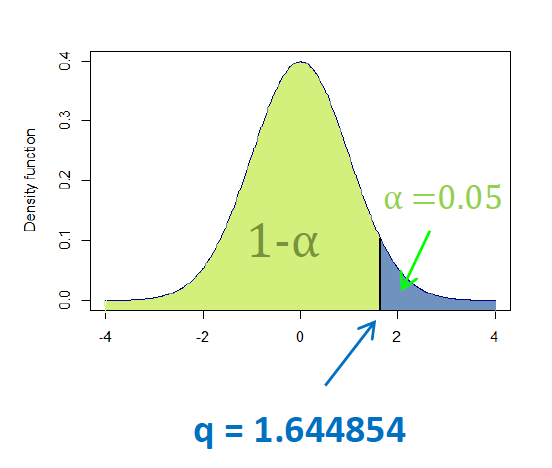 Density function
0.4
0.3
0.2
0.1
0.0
α =0.05
1-α
-4 -2 0 2 4
q = 1.644854